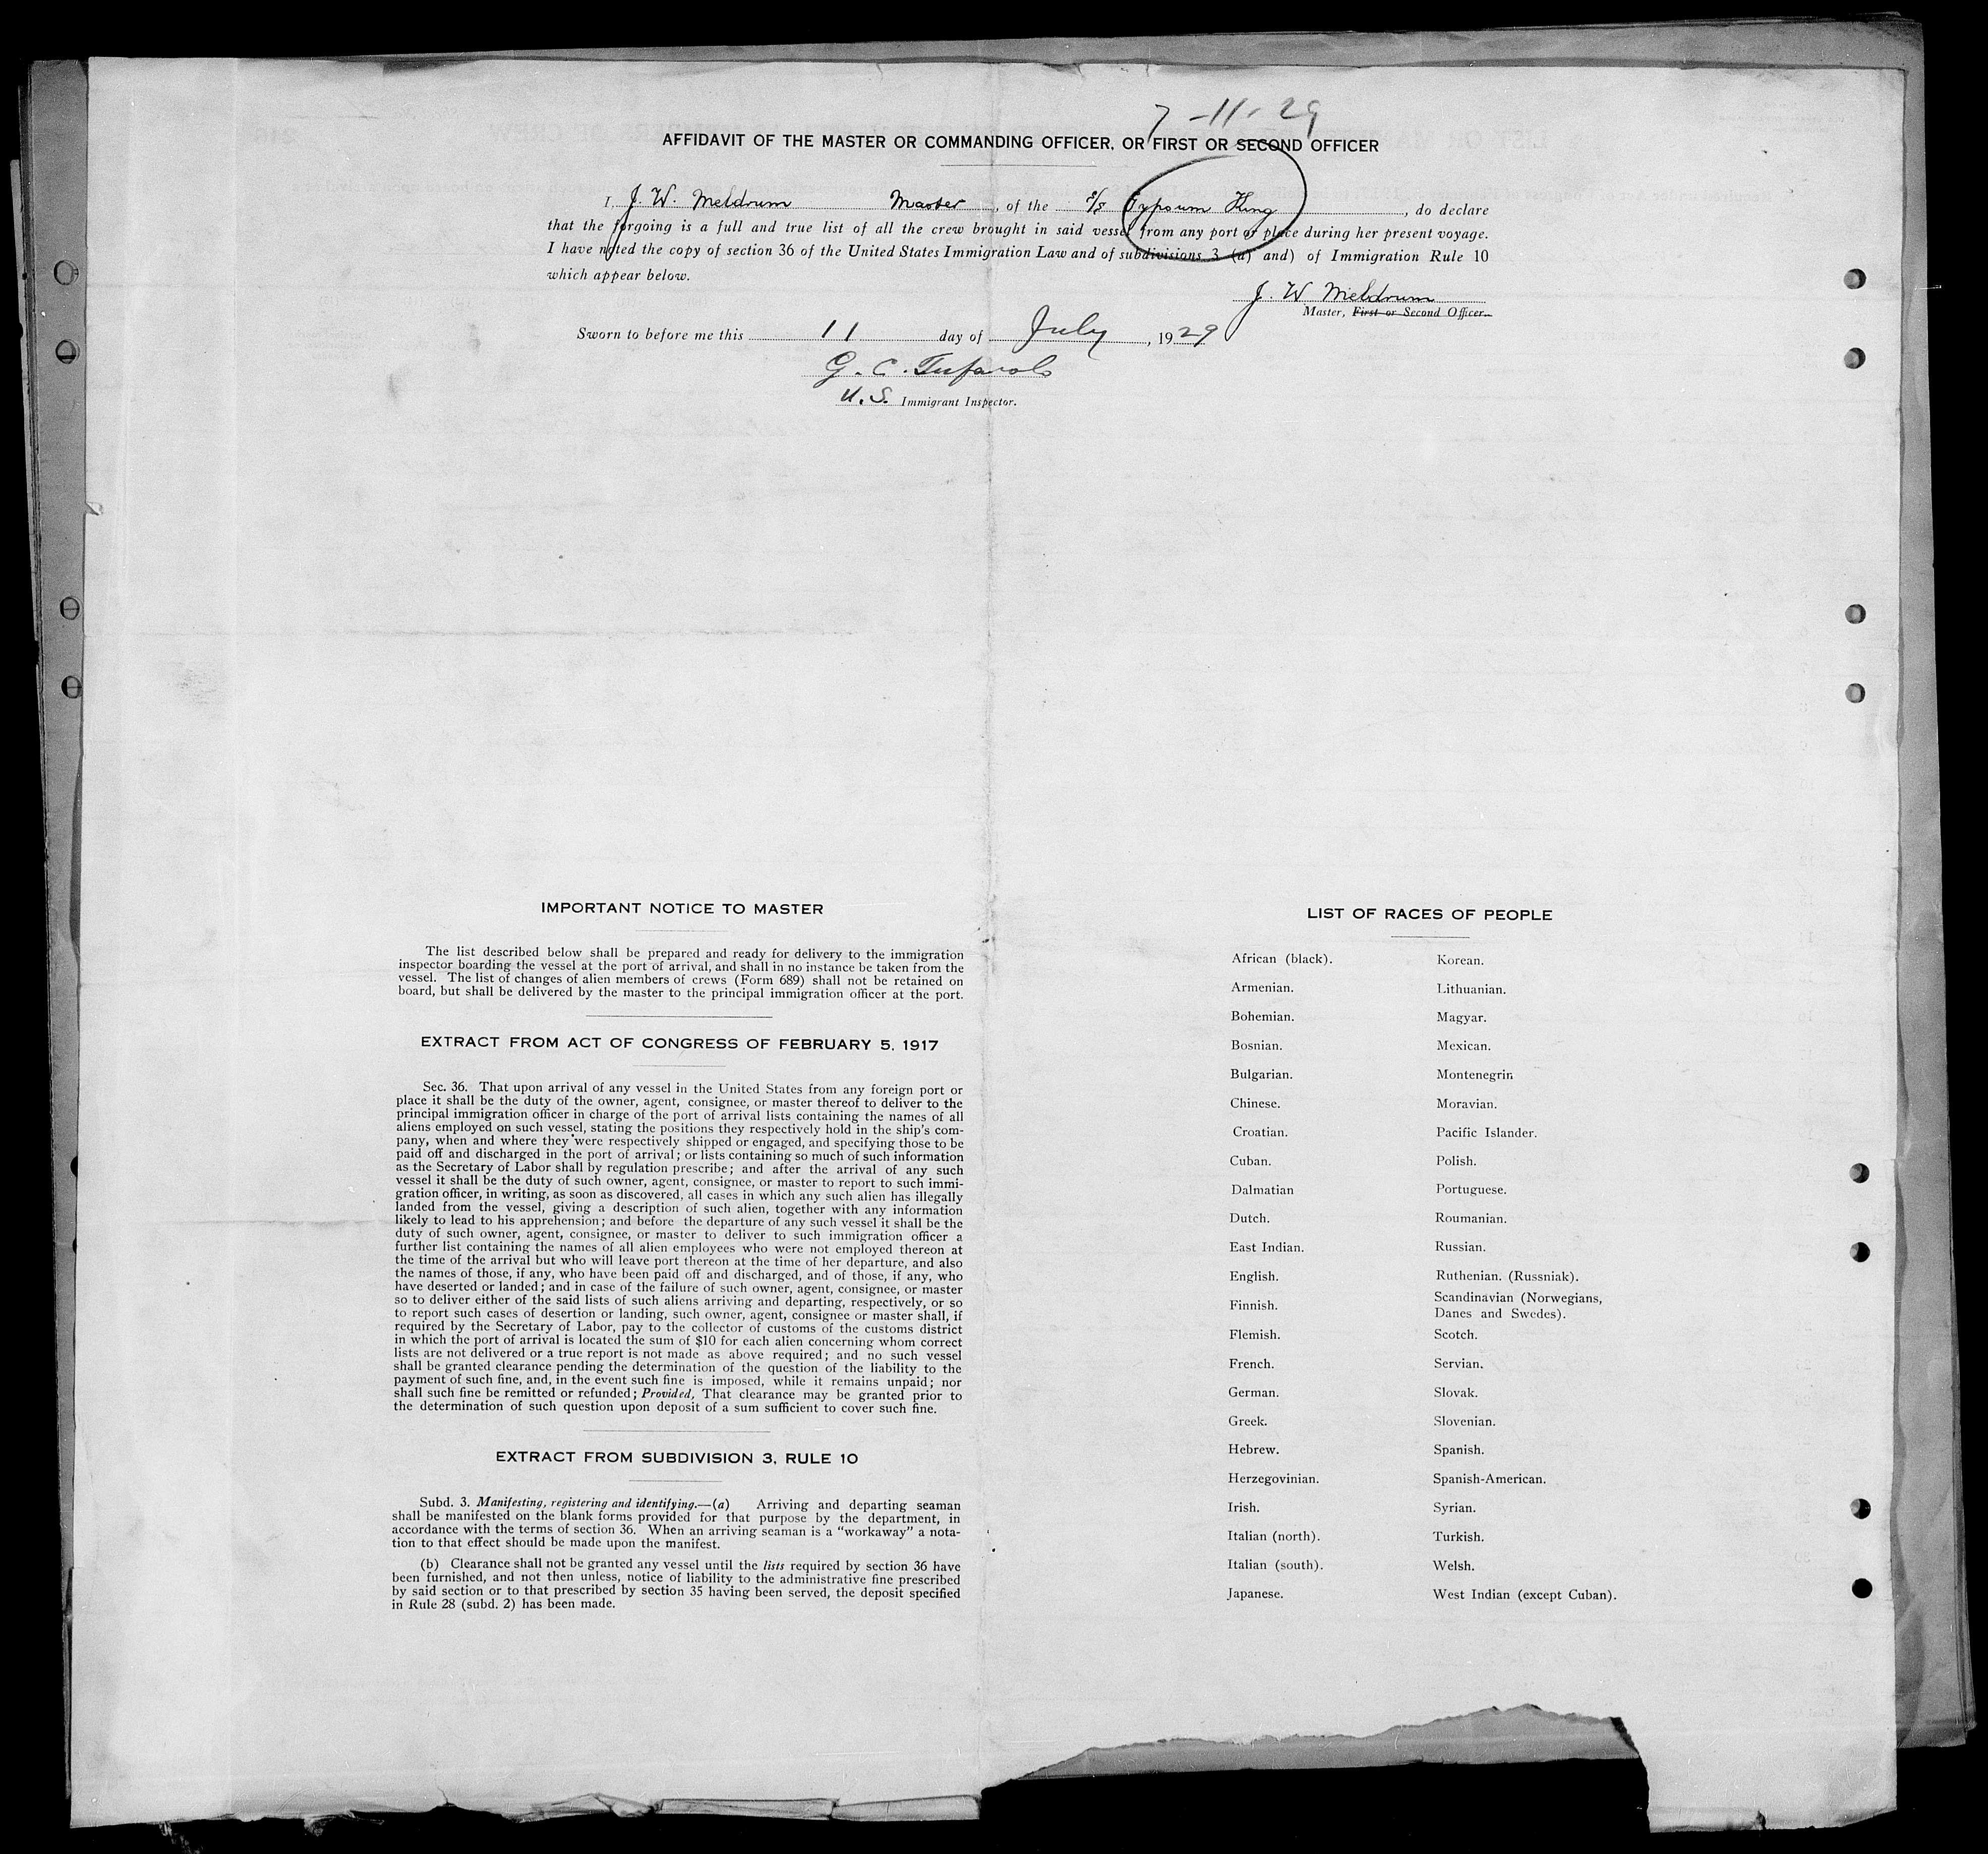 7-11-29
AFFIDAVIT OF THE MASTER OR COMMANDING OFFICER, OR FIRST OR SECOND OFFICER
I, J. W. Meldrum Master, of the S/S Gypsum King, do declare
that the forgoing is a full and true list of all the crew brought in said vessel from any port or place during her present voyage.
I have noted the copy of section 36 of the United States Immigration Law and of subdivisions 3 (a) and) of Immigration Rule 10
which appear below.
J. W. Meldrum
Master, First or Second Officer.
Sworn to before me this 11 day of July, 1929
G. C.
U. S. Immigrant Inspector.
IMPORTANT NOTICE TO MASTER
The list described below shall be prepared and ready for delivery to the immigration
inspector boarding the vessel at the port of arrival, and shall in no instance be taken from the
vessel. The list of changes of alien members of crews (Form 689) shall not be retained on
board, but shall be delivered by the master to the principal immigration officer at the port.
EXTRACT FROM ACT OF CONGRESS OF FEBRUARY 5, 1917
Sec. 36. That upon arrival of any vessel in the United States from any foreign port or
place it shall be the duty of the owner, agent, consignee, or master thereof to deliver to the
principal immigration officer in charge of the port of arrival lists containing the names of all
aliens employed on such vessel, stating the positions they respectively hold in the ship's com-
pany, when and where they were respectively shipped or engaged, and specifying those to be
paid off and discharged in the port of arrival; or lists containing so much of such information
as the Secretary of Labor shall by regulation prescribe; and after the arrival of any such
vessel it shall be the duty of such owner, agent, consignee, or master to report to such immi-
gration officer, in writing, as soon as discovered, all cases in which any such alien has illegally
landed from the vessel, giving a description of such alien, together with any information
likely to lead to his apprehension; and before the departure of any such vessel it shall be the
duty of such owner, agent, consignee, or master to deliver to such immigration officer a
further list containing the names of all alien employees who were not employed thereon at
the time of the arrival but who will leave port thereon at the time of her departure, and also
the names of those, if any, who have been paid off and discharged, and of those, if any, who
have deserted or landed; and in case of the failure of such owner, agent, consignee, or master
so to deliver either of the said lists of such aliens arriving and departing, respectively, or so
to report such cases of desertion or landing, such owner, agent, consignee or master shall, if
required by the Secretary of Labor, pay to the collector of customs of the customs district
in which the port of arrival is located the sum of $10 for each alien concerning whom correct
lists are not delivered or a true report is not made as above required; and no such vessel
shall be granted clearance pending the determination of the question of the liability to the
payment of such fine, and, in the event such fine is imposed, while it remains unpaid; nor
shall such fine be remitted or refunded; Provided, That clearance may be granted prior to
the determination of such question upon deposit of a sum sufficient to cover such fine.
EXTRACT FROM SUBDIVISION 3, RULE 10
Subd. 3. Manifesting, registering and identifying.—(a) Arriving and departing seaman
shall be manifested on the blank forms provided for that purpose by the department, in
accordance with the terms of section 36. When an arriving seaman is a "workaway" a nota-
tion to that effect should be made upon the manifest.
(b) Clearance shall not be granted any vessel until the lists required by section 36 have
been furnished, and not then unless, notice of liability to the administrative fine prescribed
by said section or to that prescribed by section 35 having been served, the deposit specified
in Rule 28 (subd. 2) has been made.
LIST OF RACES OF PEOPLE
African (black).
Armenian.
Bohemian.
Bosnian.
Bulgarian.
Chinese.
Croatian.
Cuban.
Dalmatian
Dutch.
East Indian.
English.
Finnish.
Flemish.
French.
German.
Greek.
Hebrew.
Herzegovinian.
Irish.
Italian (north).
Italian (south).
Japanese.
Korean.
Lithuanian.
Magyar.
Mexican.
Montenegrin
Moravian.
Pacific Islander.
Polish.
Portuguese.
Roumanian.
Russian.
Ruthenian. (Russniak).
Scandinavian (Norwegians,
Danes and Swedes).
Scotch.
Servian.
Slovak.
Slovenian.
Spanish.
Spanish-American.
Syrian.
Turkish.
Welsh.
West Indian (except Cuban).